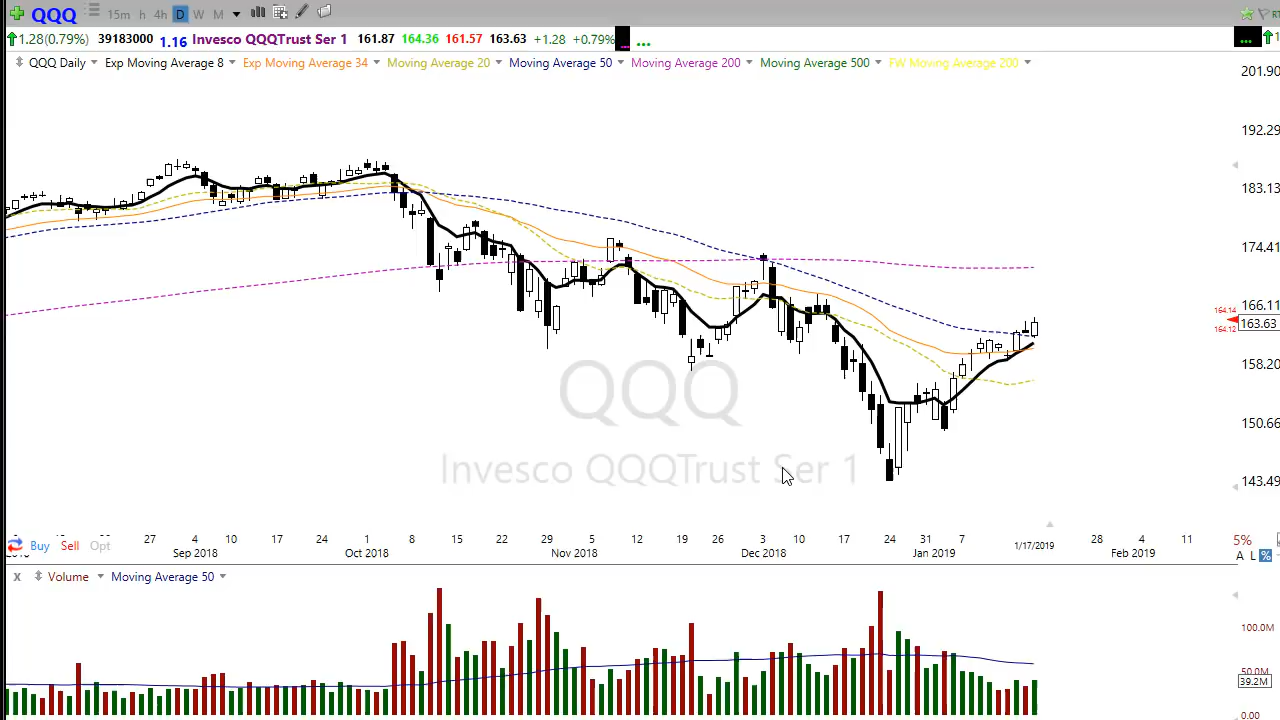 QQQ 15m h 4h D W M
1.28(0.79%) 39183000 1.16 Invesco QQQTrust Ser 1 161.87 164.36 161.57 163.63 +1.28 +0.79%
QQQ Daily Exp Moving Average 8 Exp Moving Average 34 Moving Average 20 Moving Average 50 Moving Average 200 Moving Average 500 FW Moving Average 200
201.90
192.29
183.13
174.41
166.11
164.14
163.63
164.12
158.20
150.66
143.49
QQQ
Invesco QQQTrust Ser 1
27 4 10 17 24 1 8 15 22 29 5 12 19 26 3 10 17 24 31 7 28 4 11
Sep 2018 Oct 2018 Nov 2018 Dec 2018 Jan 2019 1/17/2019 Feb 2019
Buy Sell Opt
5%
A L %
x Volume Moving Average 50
100.0M
50.0M
39.2M
0.00